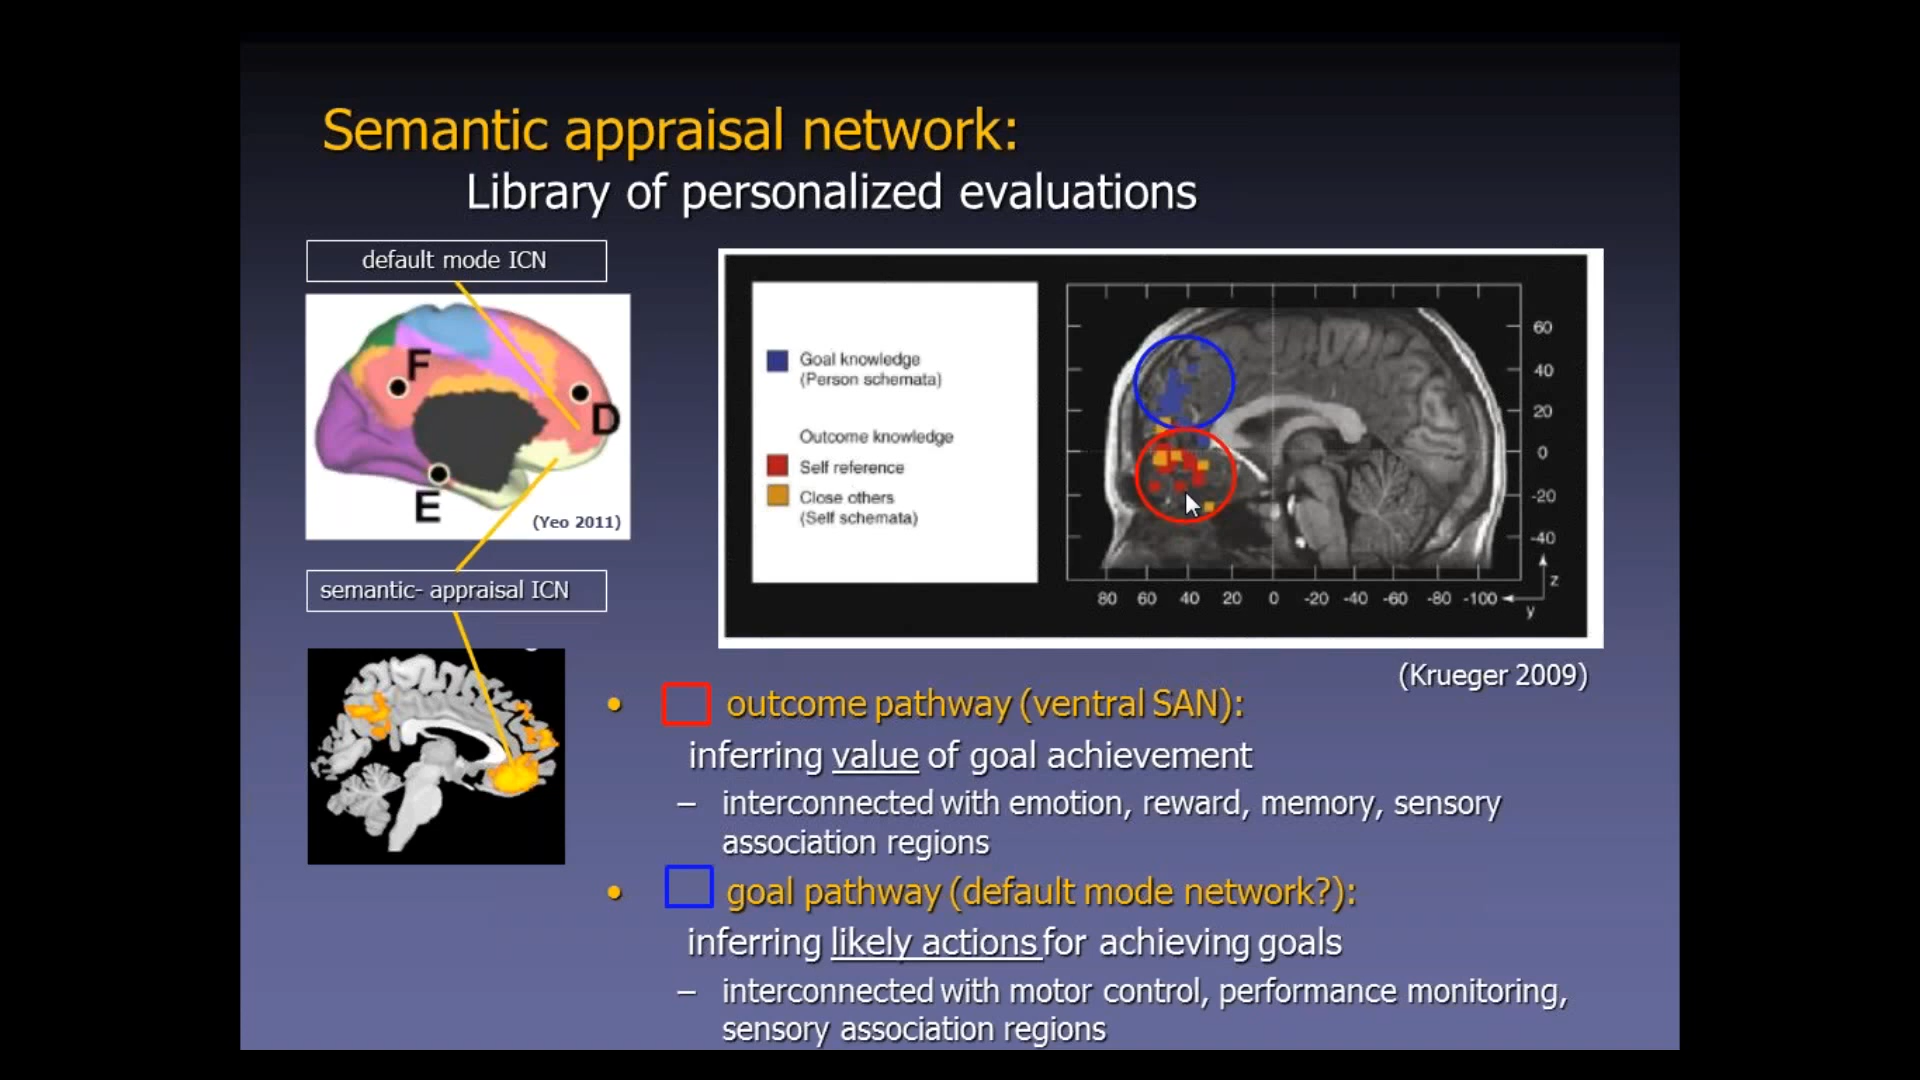 Semantic appraisal network:
Library of personalized evaluations
default mode ICN
F
D
E
(Yeo 2011)
semantic- appraisal ICN
Goal knowledge
(Person schemata)
Outcome knowledge
Self reference
Close others
(Self schemata)
60
40
20
0
-20
-40
z
y
80 60 40 20 0 -20 -40 -60 -80 -100
(Krueger 2009)
• outcome pathway (ventral SAN):
inferring value of goal achievement
– interconnected with emotion, reward, memory, sensory
association regions
• goal pathway (default mode network?):
inferring likely actions for achieving goals
– interconnected with motor control, performance monitoring,
sensory association regions